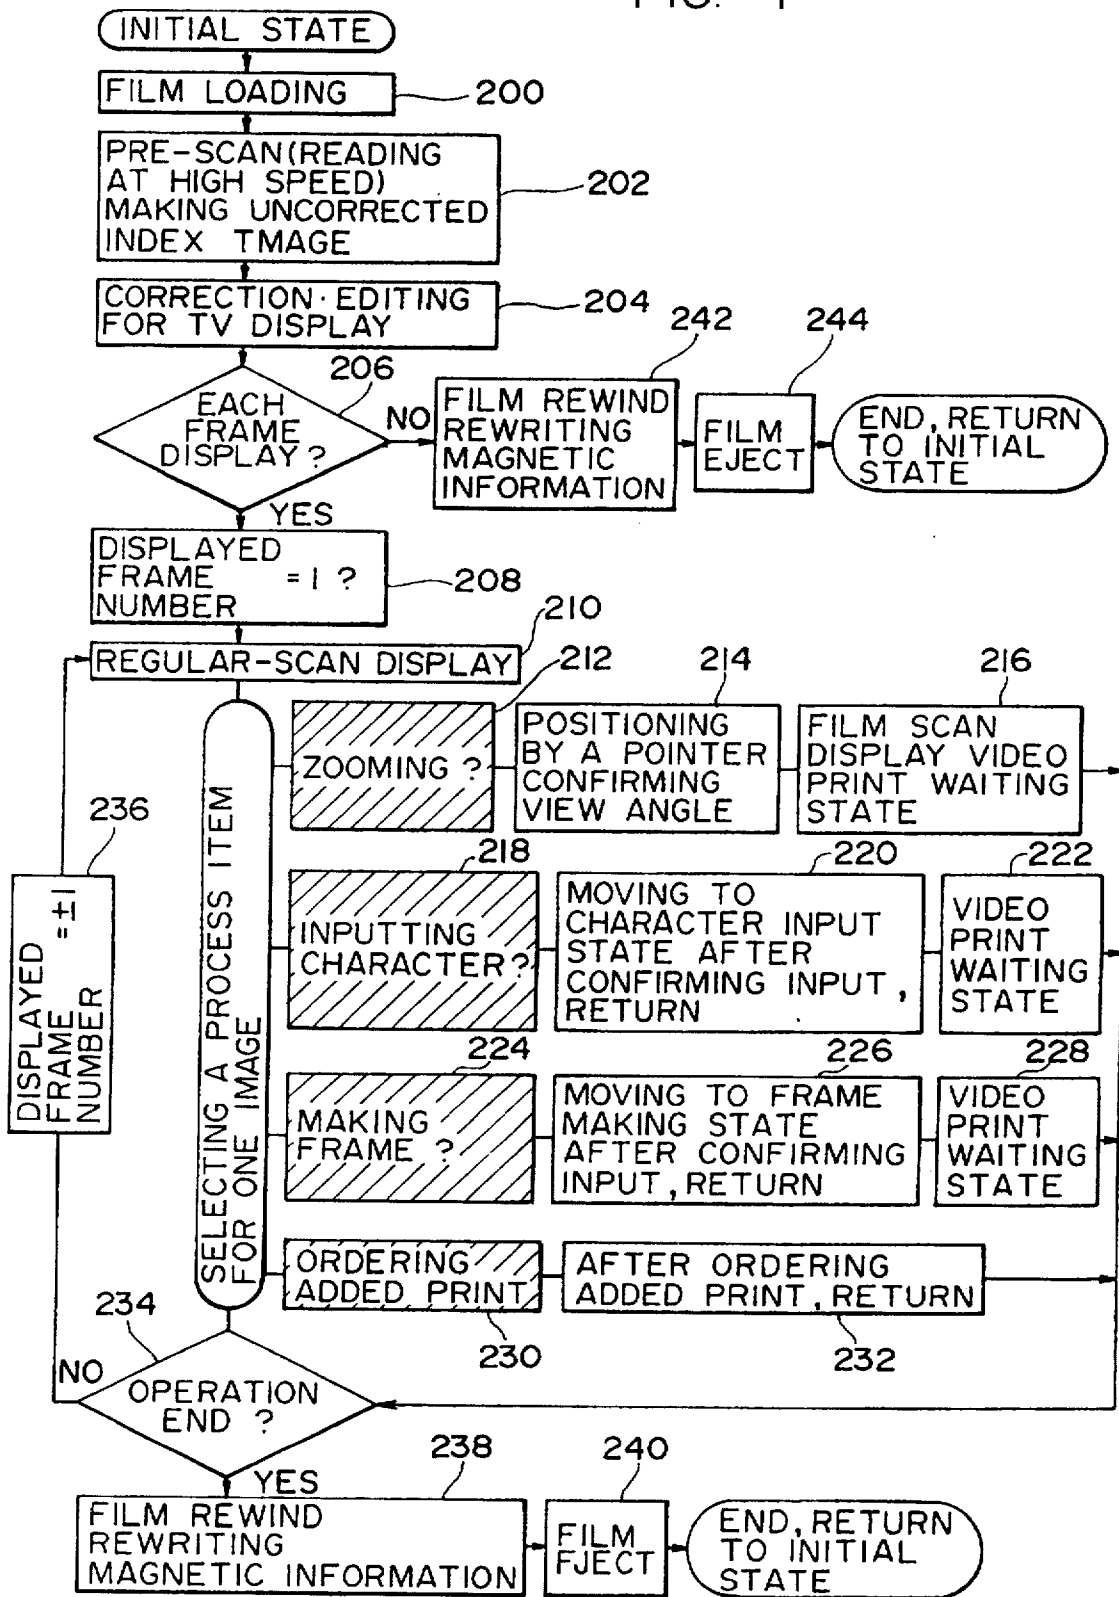 FIG. 4
INITIAL STATE
FILM LOADING
200
PRE-SCAN(READING
AT HIGH SPEED)
MAKING UNCORRECTED
INDEX TMAGE
202
CORRECTION·EDITING
FOR TV DISPLAY
204
206
EACH
FRAME
DISPLAY?
NO
YES
242
FILM REWIND
REWRITING
MAGNETIC
INFORMATION
244
FILM
EJECT
END, RETURN
TO INITIAL
STATE
DISPLAYED
FRAME = 1 ?
NUMBER
208
210
REGULAR-SCAN DISPLAY
SELECTING A PROCESS ITEM
FOR ONE IMAGE
212
ZOOMING ?
214
POSITIONING
BY A POINTER
CONFIRMING
VIEW ANGLE
216
FILM SCAN
DISPLAY VIDEO
PRINT WAITING
STATE
218
INPUTTING
CHARACTER?
220
MOVING TO
CHARACTER INPUT
STATE AFTER
CONFIRMING INPUT,
RETURN
222
VIDEO
PRINT
WAITING
STATE
224
MAKING
FRAME ?
226
MOVING TO FRAME
MAKING STATE
AFTER CONFIRMING
INPUT, RETURN
228
VIDEO
PRINT
WAITING
STATE
ORDERING
ADDED PRINT
230
AFTER ORDERING
ADDED PRINT, RETURN
232
236
DISPLAYED
FRAME = ±1
NUMBER
234
NO
OPERATION
END ?
YES
238
FILM REWIND
REWRITING
MAGNETIC INFORMATION
240
FILM
FJECT
END, RETURN
TO INITIAL
STATE